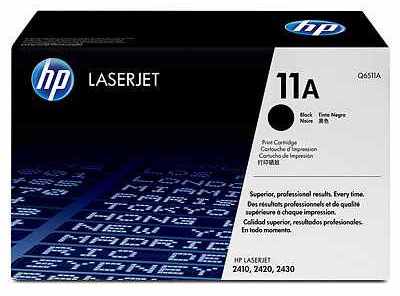 hp LASERJET
11A
Q6511A
Black Tinta Negro
Noire 黑色
Print Cartridge
Cartouche d'Impression
Cartucho de Impresión
打印硒鼓
Superior, professional results. Every time.
Des résultats professionnels et de qualité
supérieure à chaque impression.
Calidad superior, resultados profesionales.
En todo momento.
HP LASERJET
2410, 2420, 2430